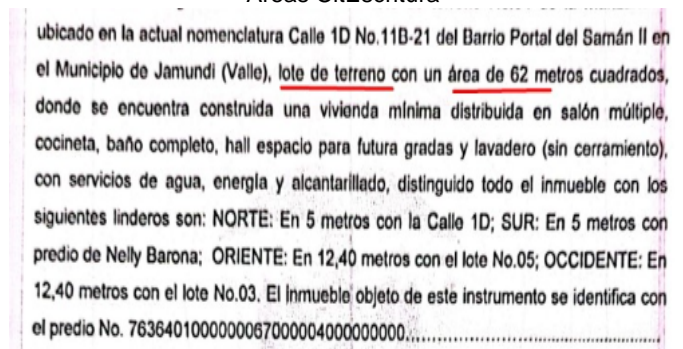 ubicado en la actual nomenclatura Calle 1D No.11B-21 del Barrio Portal del Samán II en
el Municipio de Jamundi (Valle), lote de terreno con un área de 62 metros cuadrados,
donde se encuentra construida una vivienda mínima distribuida en salón múltiple,
cocineta, baño completo, hall espacio para futura gradas y lavadero (sin cerramiento),
con servicios de agua, energía y alcantarillado, distinguido todo el inmueble con los
siguientes linderos son: NORTE: En 5 metros con la Calle 1D; SUR: En 5 metros con
predio de Nelly Barona; ORIENTE: En 12,40 metros con el lote No.05; OCCIDENTE: En
12,40 metros con el lote No.03. El Inmueble objeto de este instrumento se identifica con